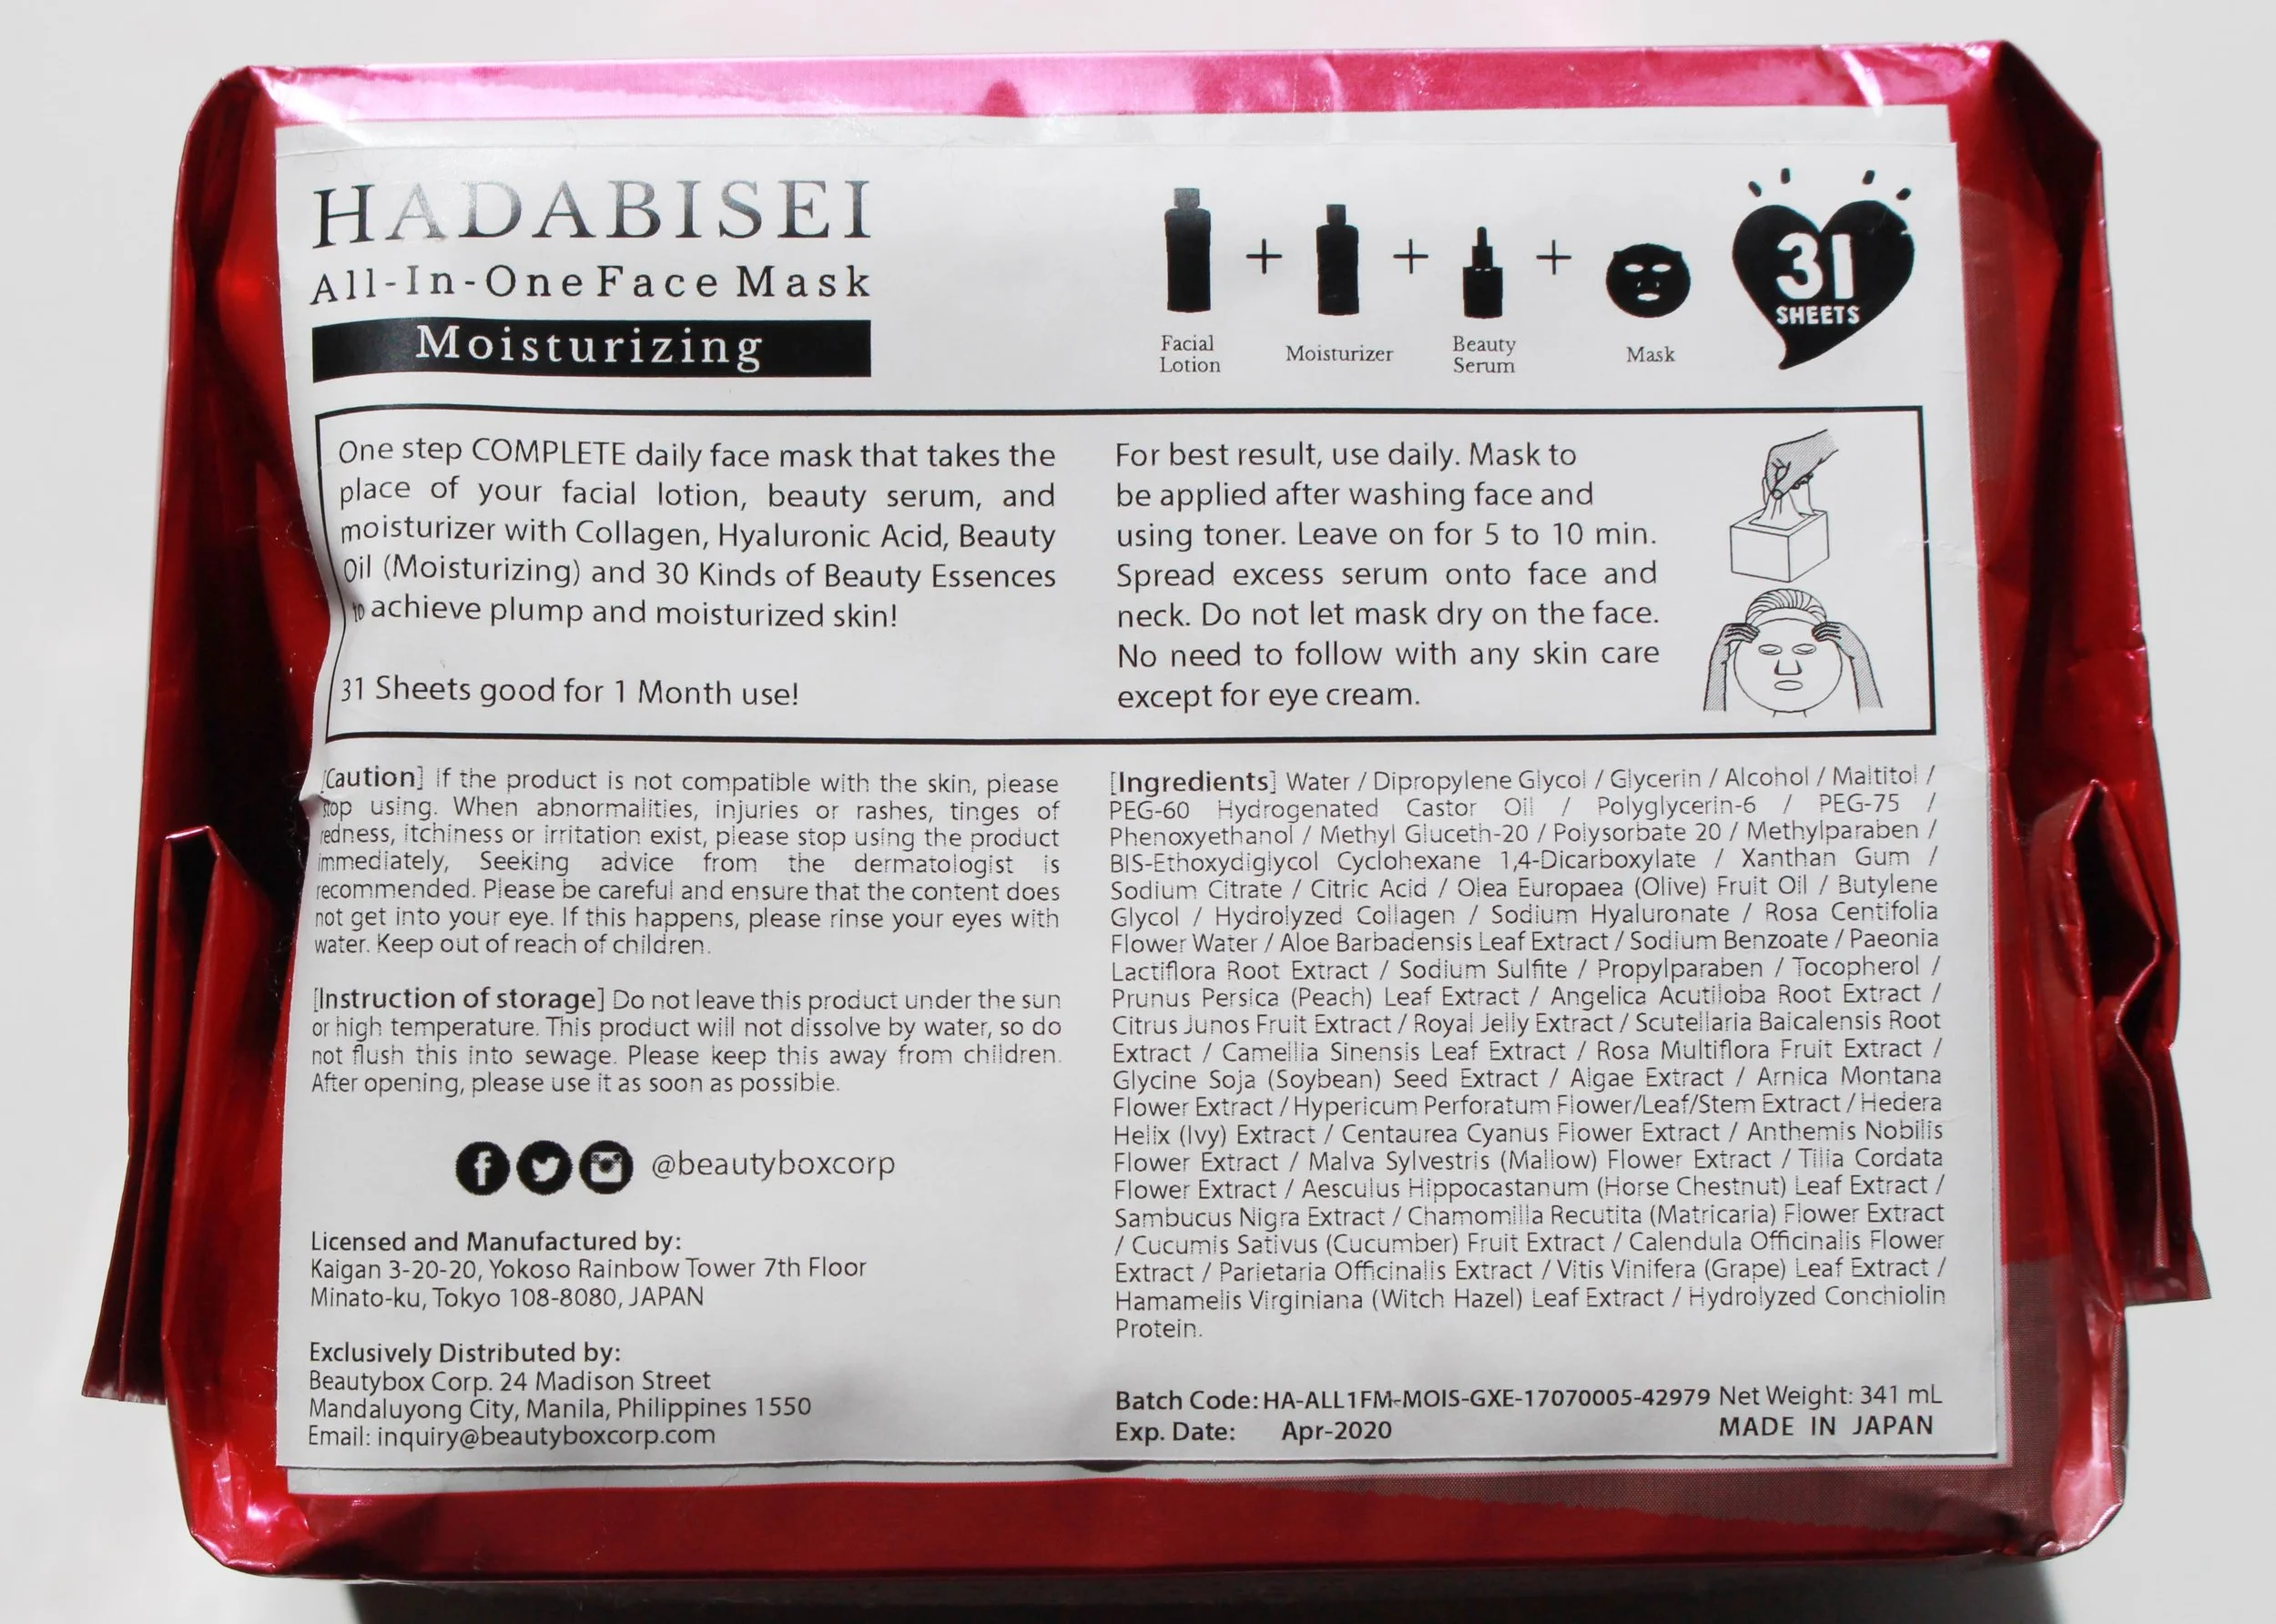 HADABISEI
All-In-One Face Mask
Moisturizing
+ + +
Facial
Lotion
Moisturizer
Beauty
Serum
Mask
31
SHEETS
One step COMPLETE daily face mask that takes the
place of your facial lotion, beauty serum, and
moisturizer with Collagen, Hyaluronic Acid, Beauty
Oil (Moisturizing) and 30 Kinds of Beauty Essences
to achieve plump and moisturized skin!
31 Sheets good for 1 Month use!
For best result, use daily. Mask to
be applied after washing face and
using toner. Leave on for 5 to 10 min.
Spread excess serum onto face and
neck. Do not let mask dry on the face.
No need to follow with any skin care
except for eye cream.
[Caution] If the product is not compatible with the skin, please
stop using. When abnormalities, injuries or rashes, tinges of
redness, itchiness or irritation exist, please stop using the product
immediately, Seeking advice from the dermatologist is
recommended. Please be careful and ensure that the content does
not get into your eye. If this happens, please rinse your eyes with
water. Keep out of reach of children.
[Instruction of storage] Do not leave this product under the sun
or high temperature. This product will not dissolve by water, so do
not flush this into sewage. Please keep this away from children.
After opening, please use it as soon as possible.
@beautyboxcorp
Licensed and Manufactured by:
Kaigan 3-20-20, Yokoso Rainbow Tower 7th Floor
Minato-ku, Tokyo 108-8080, JAPAN
Exclusively Distributed by:
Beautybox Corp. 24 Madison Street
Mandaluyong City, Manila, Philippines 1550
Email: inquiry@beautyboxcorp.com
[Ingredients] Water / Dipropylene Glycol / Glycerin / Alcohol / Maltitol /
PEG-60 Hydrogenated Castor Oil / Polyglycerin-6 / PEG-75 /
Phenoxyethanol / Methyl Gluceth-20 / Polysorbate 20 / Methylparaben /
BIS-Ethoxydiglycol Cyclohexane 1,4-Dicarboxylate / Xanthan Gum /
Sodium Citrate / Citric Acid / Olea Europaea (Olive) Fruit Oil / Butylene
Glycol / Hydrolyzed Collagen / Sodium Hyaluronate / Rosa Centifolia
Flower Water / Aloe Barbadensis Leaf Extract / Sodium Benzoate / Paeonia
Lactiflora Root Extract / Sodium Sulfite / Propylparaben / Tocopherol /
Prunus Persica (Peach) Leaf Extract / Angelica Acutiloba Root Extract /
Citrus Junos Fruit Extract / Royal Jelly Extract / Scutellaria Baicalensis Root
Extract / Camellia Sinensis Leaf Extract / Rosa Multiflora Fruit Extract /
Glycine Soja (Soybean) Seed Extract / Algae Extract / Arnica Montana
Flower Extract / Hypericum Perforatum Flower/Leaf/Stem Extract / Hedera
Helix (Ivy) Extract / Centaurea Cyanus Flower Extract / Anthemis Nobilis
Flower Extract / Malva Sylvestris (Mallow) Flower Extract / Tilia Cordata
Flower Extract / Aesculus Hippocastanum (Horse Chestnut) Leaf Extract /
Sambucus Nigra Extract / Chamomilla Recutita (Matricaria) Flower Extract
/ Cucumis Sativus (Cucumber) Fruit Extract / Calendula Officinalis Flower
Extract / Parietaria Officinalis Extract / Vitis Vinifera (Grape) Leaf Extract /
Hamamelis Virginiana (Witch Hazel) Leaf Extract / Hydrolyzed Conchiolin
Protein.
Batch Code: HA-ALL1FM-MOIS-GXE-17070005-42979 Net Weight: 341 mL
Exp. Date: Apr-2020 MADE IN JAPAN